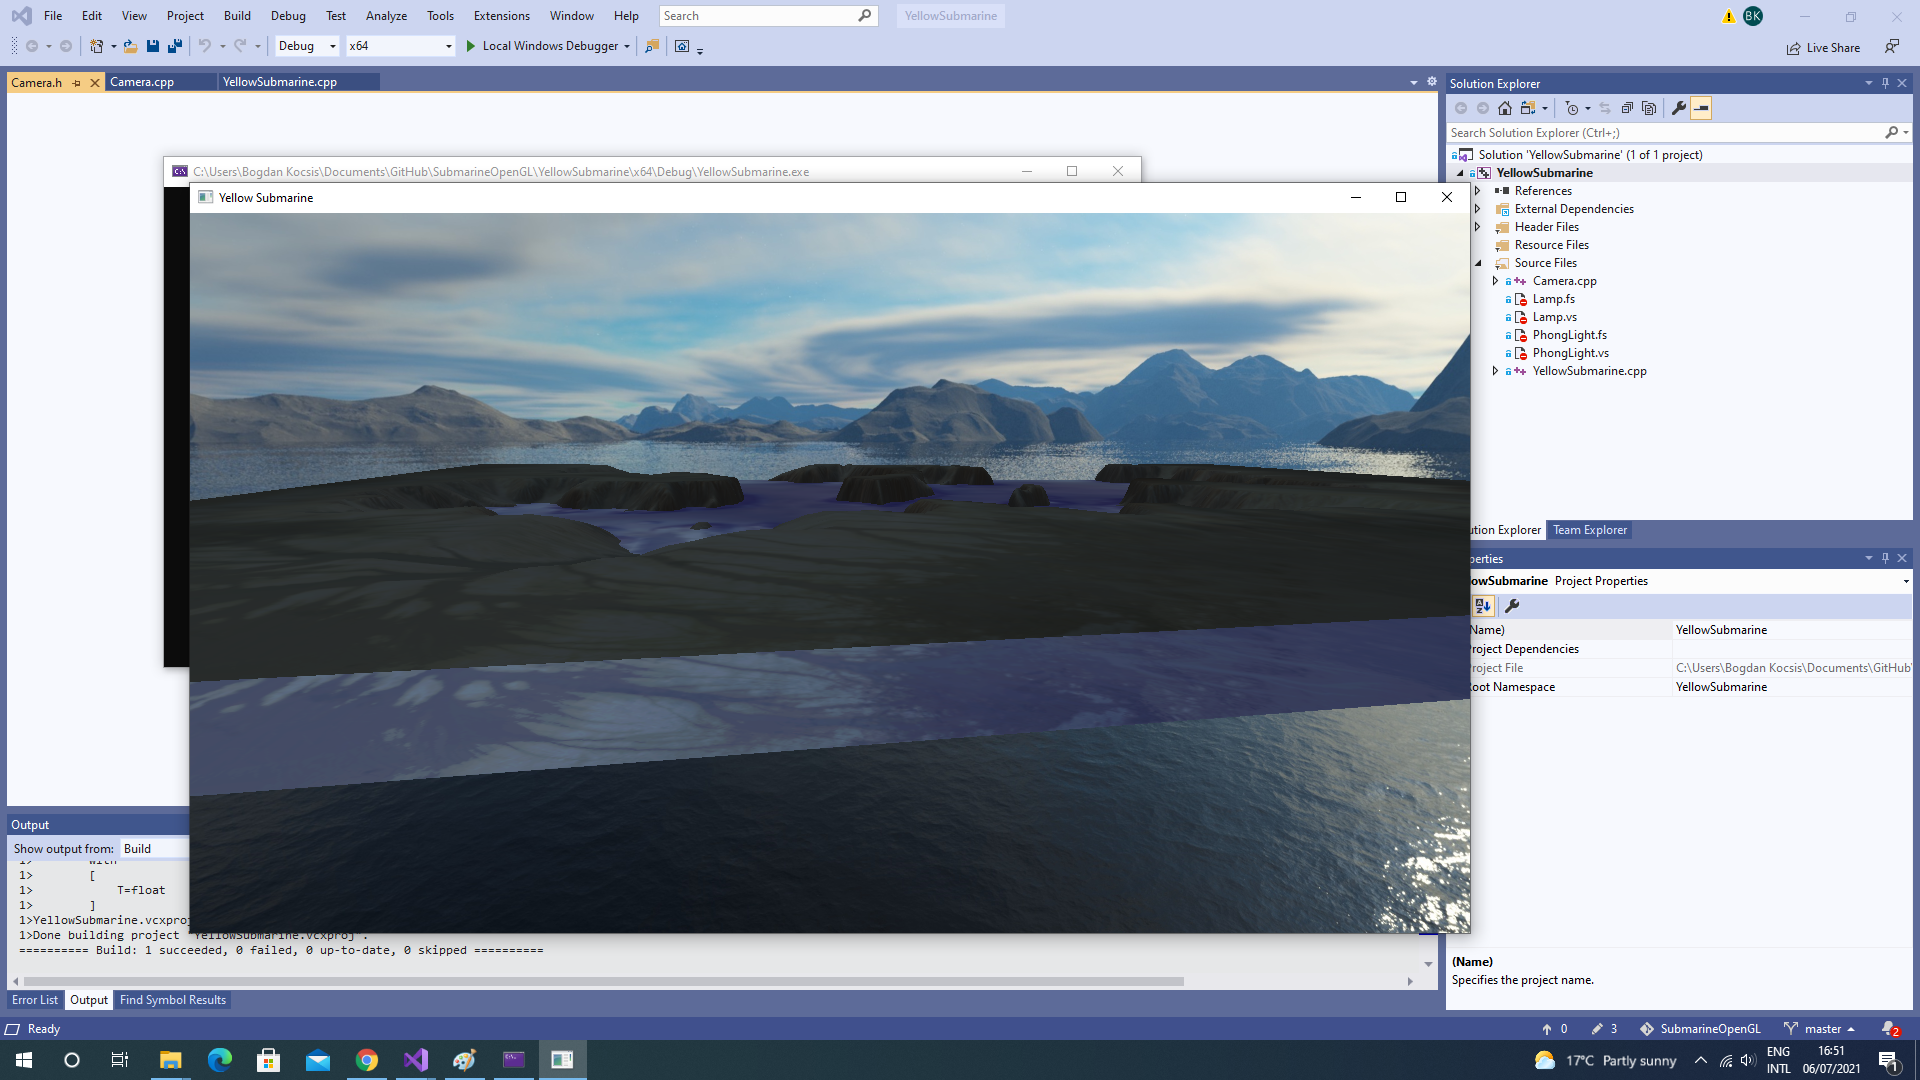 File Edit View Project Build Debug Test Analyze Tools Extensions Window Help Search YellowSubmarine BK
Debug x64 Local Windows Debugger Live Share
Camera.h Camera.cpp YellowSubmarine.cpp
C:\Users\Bogdan Kocsis\Documents\GitHub\SubmarineOpenGL\YellowSubmarine\x64\Debug\YellowSubmarine.exe
Yellow Submarine
Solution Explorer
Search Solution Explorer (Ctrl+;)
Solution 'YellowSubmarine' (1 of 1 project)
YellowSubmarine
References
External Dependencies
Header Files
Resource Files
Source Files
Camera.cpp
Lamp.fs
Lamp.vs
PhongLight.fs
PhongLight.vs
YellowSubmarine.cpp
ution Explorer Team Explorer
perties
owSubmarine Project Properties
Name) YellowSubmarine
roject Dependencies
roject File C:\Users\Bogdan Kocsis\Documents\GitHub\
oot Namespace YellowSubmarine
(Name)
Specifies the project name.
Output
Show output from: Build
1> with
1> [
1> T=float
1> ]
1>YellowSubmarine.vcxproj
1>Done building project "YellowSubmarine.vcxproj".
========== Build: 1 succeeded, 0 failed, 0 up-to-date, 0 skipped ==========
Error List Output Find Symbol Results
Ready 0 3 SubmarineOpenGL master 2
17°C Partly sunny ENG INTL 16:51 06/07/2021 1